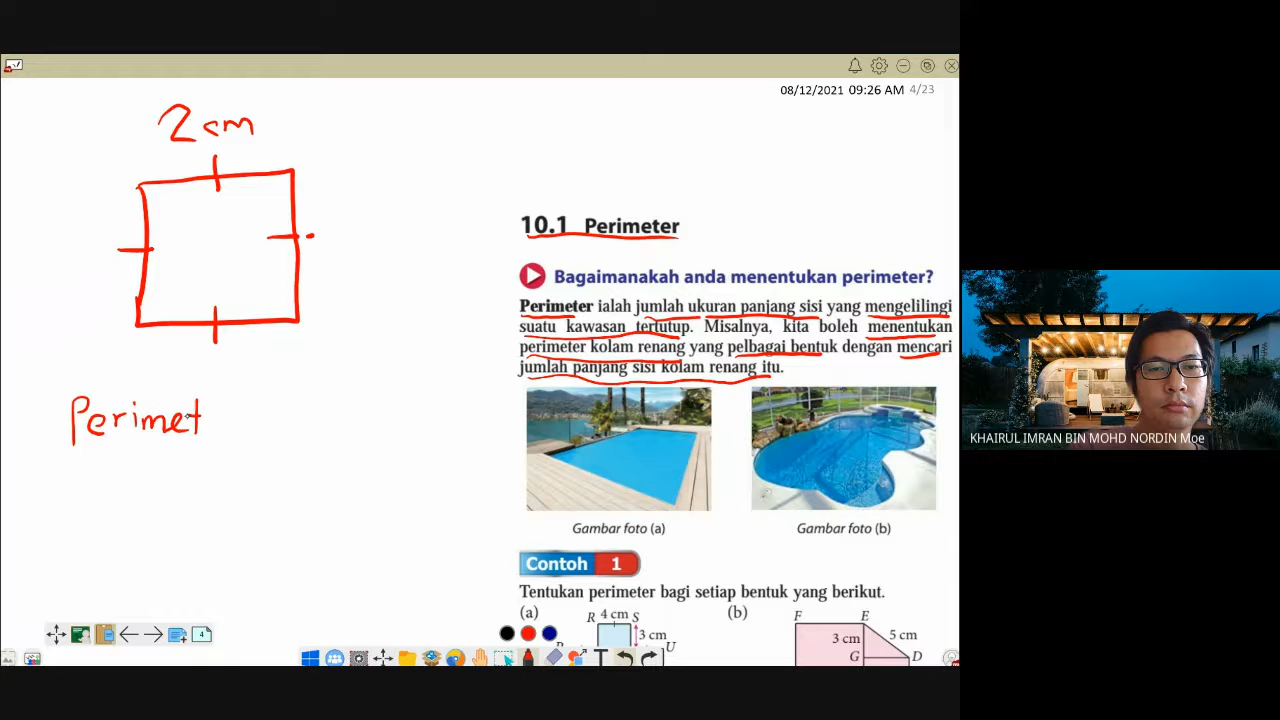 08/12/2021 09:26 AM 4/23
2 cm
Perimet
10.1 Perimeter
Bagaimanakah anda menentukan perimeter?
Perimeter ialah jumlah ukuran panjang sisi yang mengelilingi
suatu kawasan tertutup. Misalnya, kita boleh menentukan
perimeter kolam renang yang pelbagai bentuk dengan mencari
jumlah panjang sisi kolam renang itu.
Gambar foto (a)
Gambar foto (b)
Contoh 1
Tentukan perimeter bagi setiap bentuk yang berikut.
(a)
R 4 cm S
3 cm
U
(b)
F E
3 cm 5 cm
G D
4
T
KHAIRUL IMRAN BIN MOHD NORDIN Moe